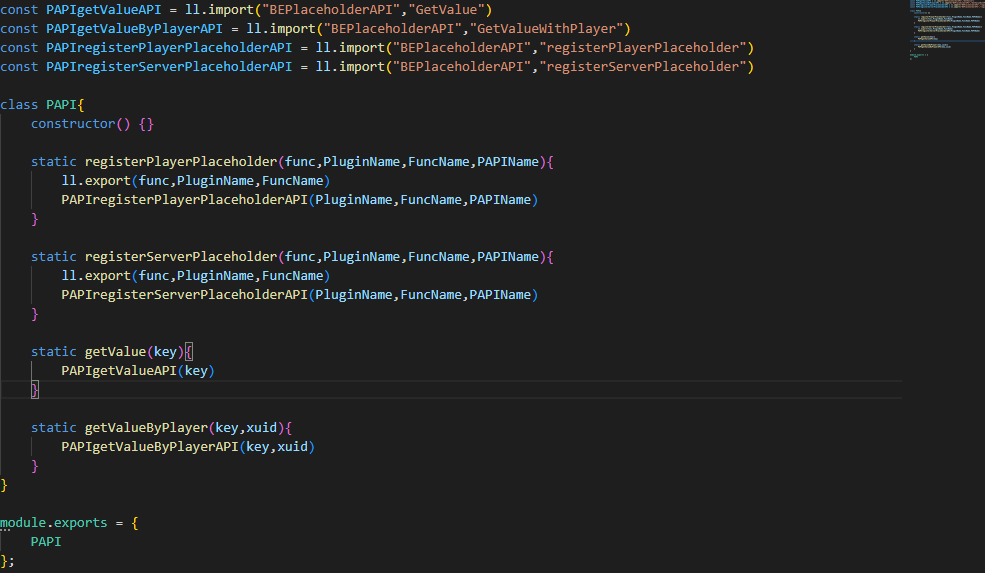 const PAPIgetValueAPI = ll.import("BEPlaceholderAPI","GetValue")
const PAPIgetValueByPlayerAPI = ll.import("BEPlaceholderAPI","GetValueWithPlayer")
const PAPIregisterPlayerPlaceholderAPI = ll.import("BEPlaceholderAPI","registerPlayerPlaceholder")
const PAPIregisterServerPlaceholderAPI = ll.import("BEPlaceholderAPI","registerServerPlaceholder")
class PAPI{
constructor() {}
static registerPlayerPlaceholder(func,PluginName,FuncName,PAPIName){
ll.export(func,PluginName,FuncName)
PAPIregisterPlayerPlaceholderAPI(PluginName,FuncName,PAPIName)
}
static registerServerPlaceholder(func,PluginName,FuncName,PAPIName){
ll.export(func,PluginName,FuncName)
PAPIregisterServerPlaceholderAPI(PluginName,FuncName,PAPIName)
}
static getValue(key){
PAPIgetValueAPI(key)
}
static getValueByPlayer(key,xuid){
PAPIgetValueByPlayerAPI(key,xuid)
}
}
module.exports = {
PAPI
};